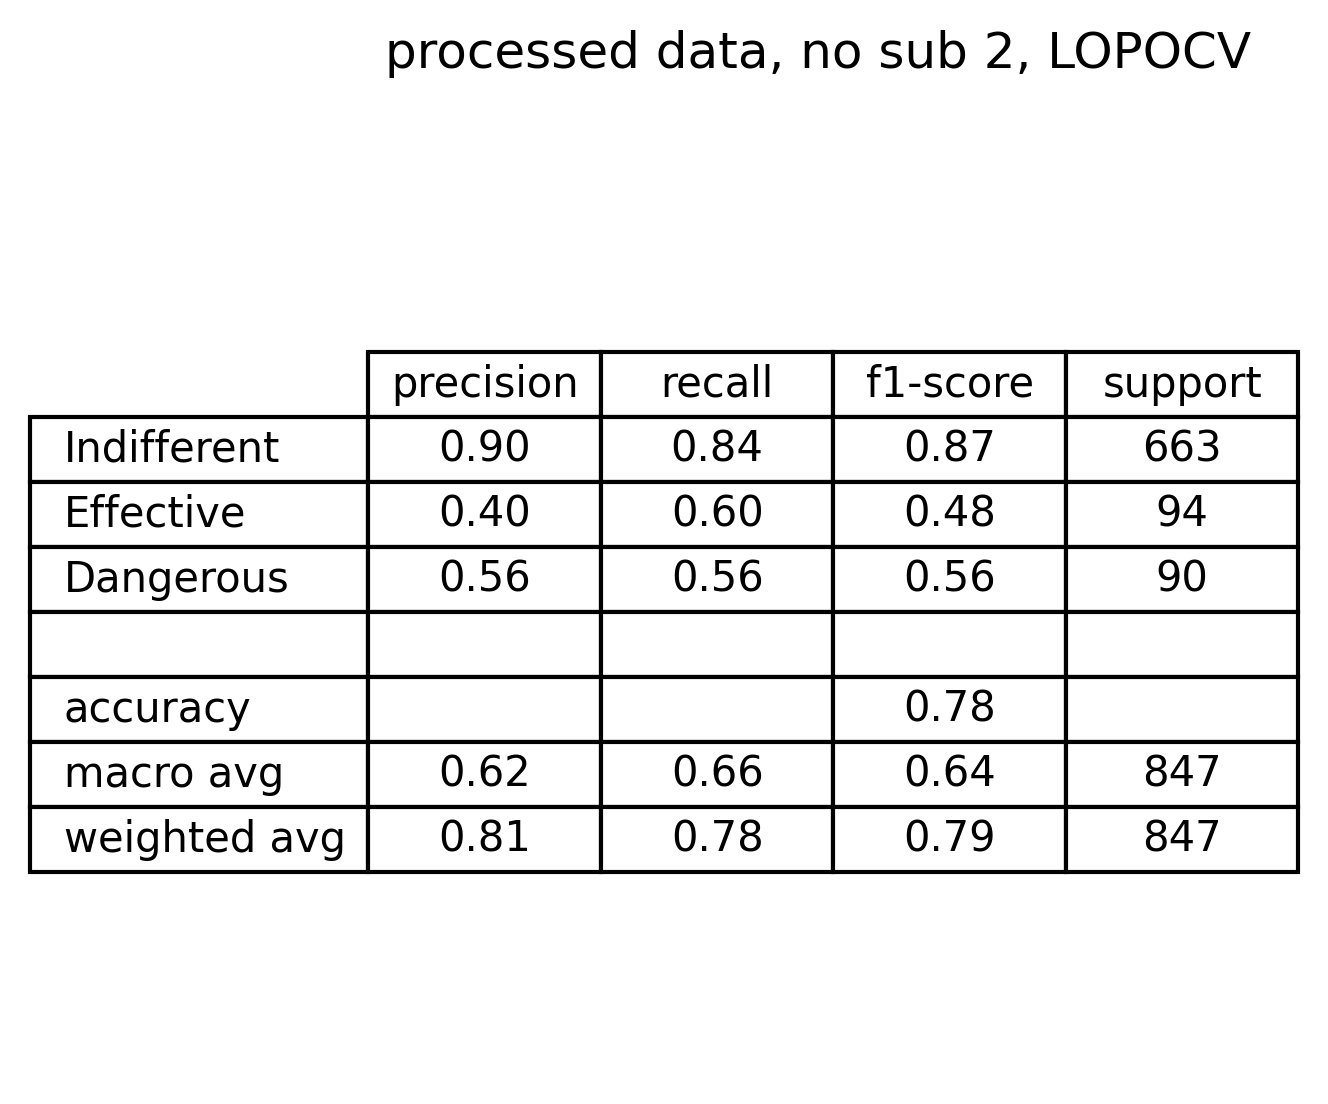 processed data, no sub 2, LOPOCV
precision recall f1-score support
Indifferent 0.90 0.84 0.87 663
Effective 0.40 0.60 0.48 94
Dangerous 0.56 0.56 0.56 90
accuracy 0.78
macro avg 0.62 0.66 0.64 847
weighted avg 0.81 0.78 0.79 847